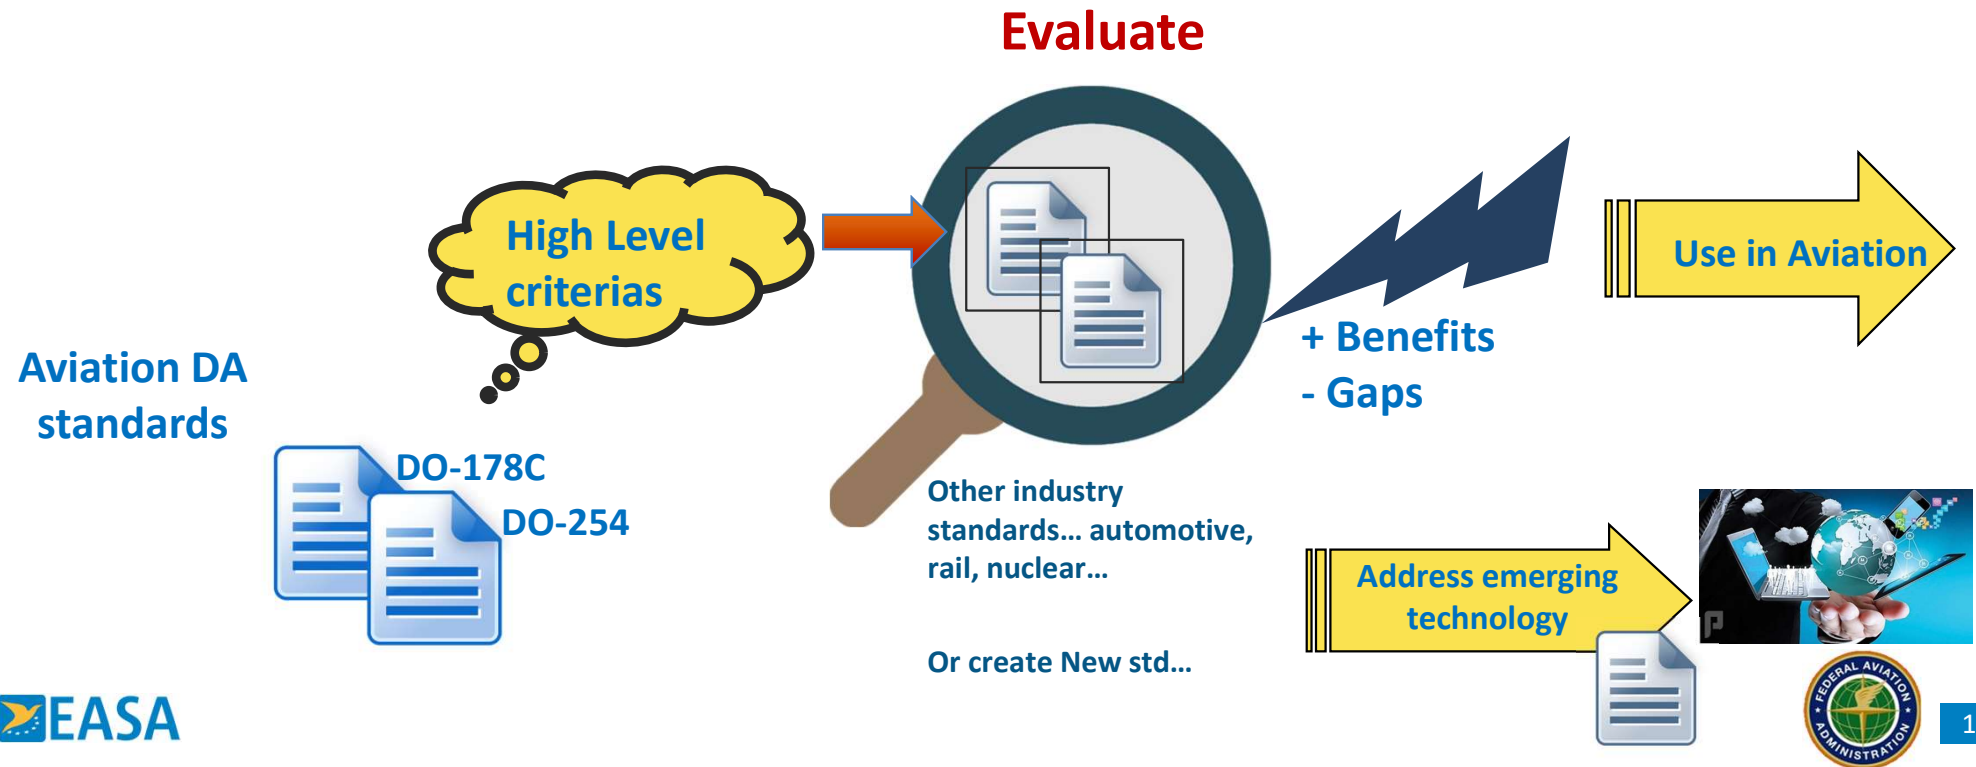 Evaluate
High Level
criterias
Use in Aviation
+ Benefits
- Gaps
Aviation DA
standards
DO-178C
DO-254
Other industry
standards... automotive,
rail, nuclear...
Address emerging
technology
Or create New std...
EASA
FEDERAL AVIATION
ADMINISTRATION
1